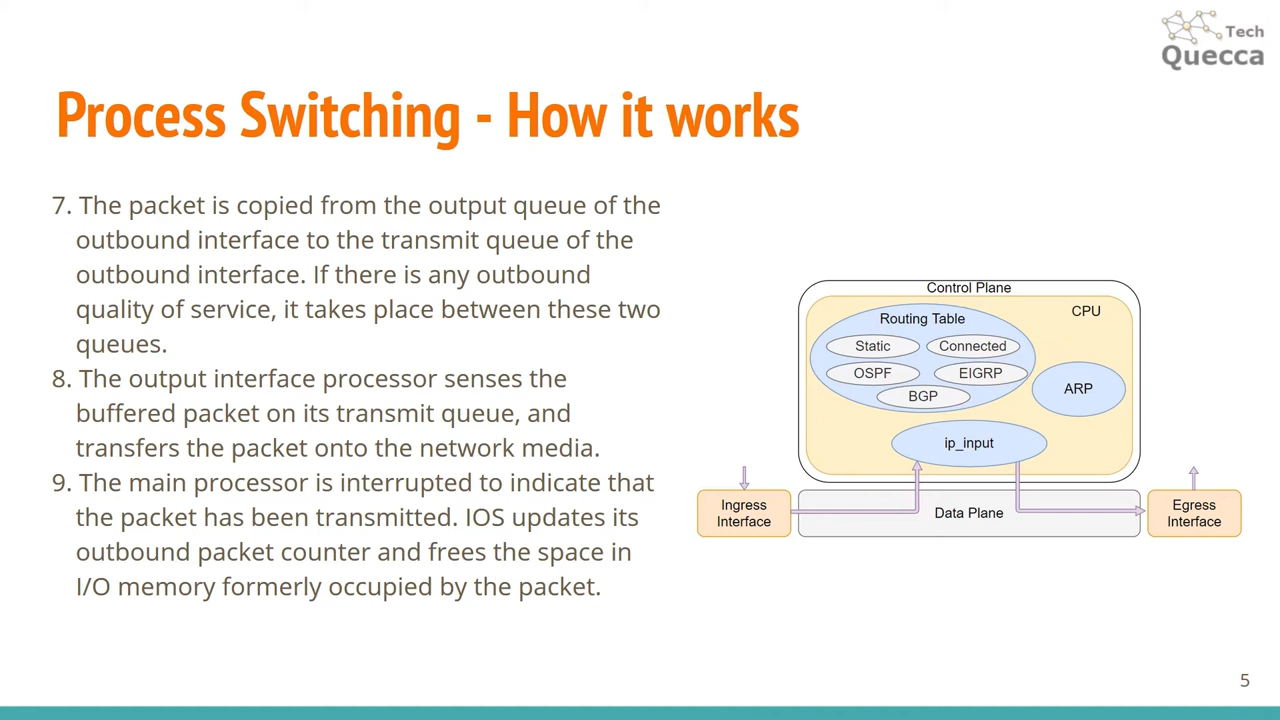 Tech
Quecca
Process Switching - How it works
7. The packet is copied from the output queue of the
outbound interface to the transmit queue of the
outbound interface. If there is any outbound
quality of service, it takes place between these two
queues.
8. The output interface processor senses the
buffered packet on its transmit queue, and
transfers the packet onto the network media.
9. The main processor is interrupted to indicate that
the packet has been transmitted. IOS updates its
outbound packet counter and frees the space in
I/O memory formerly occupied by the packet.
Control Plane
CPU
Routing Table
Static
Connected
OSPF
EIGRP
BGP
ARP
ip_input
Ingress
Interface
Data Plane
Egress
Interface
5